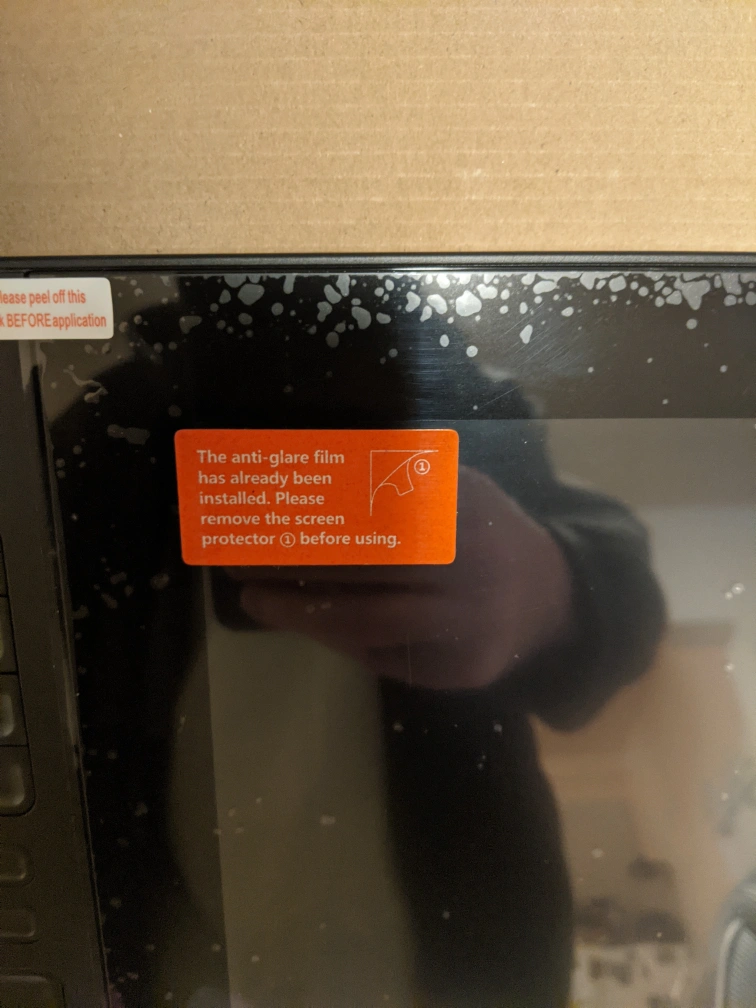 lease peel off this
k BEFORE application
The anti-glare film
has already been
installed. Please
remove the screen
protector ① before using.
①